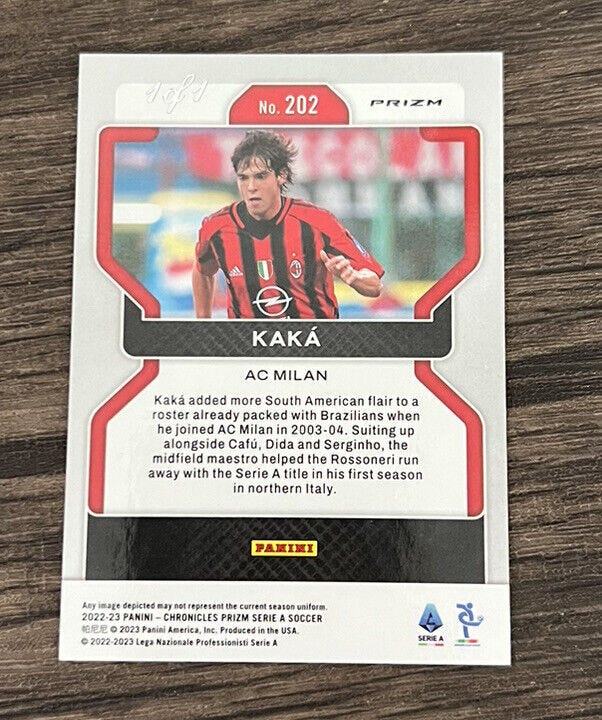 1 of 1
No. 202
PRIZM
OPEL
KAKÁ
AC MILAN
Kaká added more South American flair to a
roster already packed with Brazilians when
he joined AC Milan in 2003-04. Suiting up
alongside Cafú, Dida and Serginho, the
midfield maestro helped the Rossoneri run
away with the Serie A title in his first season
in northern Italy.
PANINI
Any image depicted may not represent the current season uniform.
2022-23 PANINI – CHRONICLES PRIZM SERIE A SOCCER
帕尼尼 © 2023 Panini America, Inc. Produced in the USA.
© 2022-2023 Lega Nazionale Professionisti Serie A
SERIE A